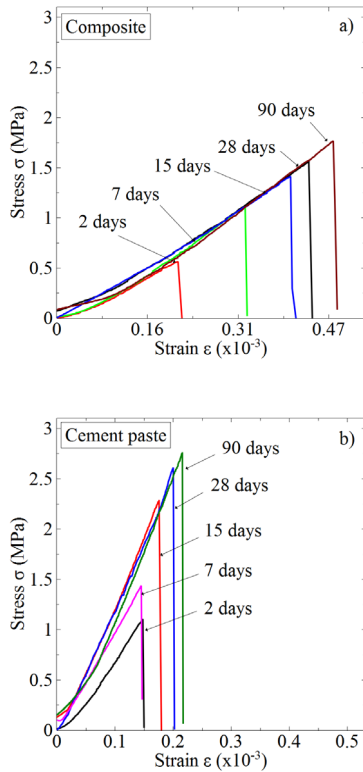 Composite
a)
3
2.5
2
1.5
1
0.5
0
Stress σ (MPa)
90 days
28 days
15 days
7 days
2 days
0
0.16
0.31
0.47
Strain ε (x10⁻³)
Cement paste
b)
3
2.5
2
1.5
1
0.5
0
Stress σ (MPa)
90 days
28 days
15 days
7 days
2 days
0
0.1
0.2
0.3
0.4
0.5
Strain ε (x10⁻³)